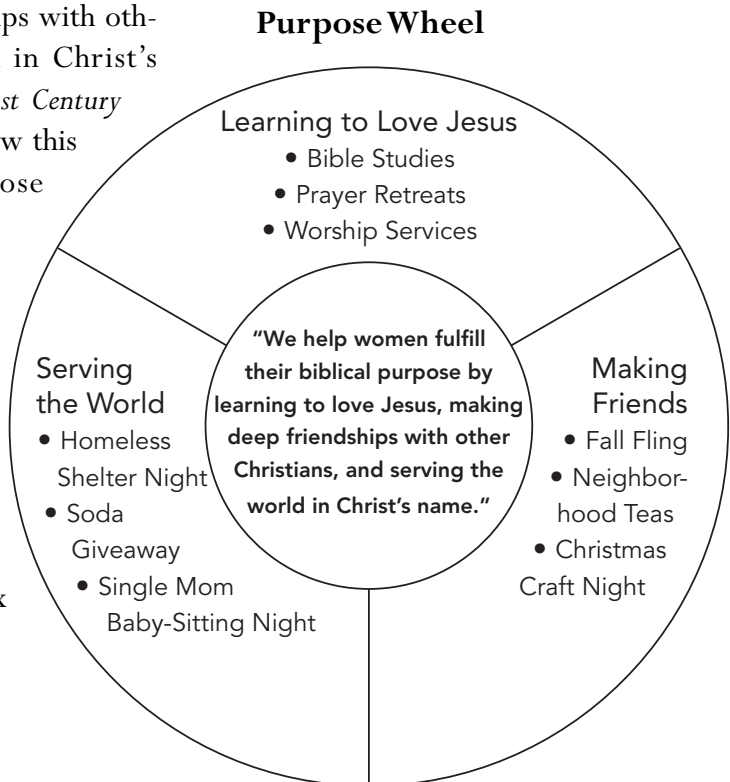 ps with oth-
in Christ's
st Century
w this
ose
x
Purpose Wheel
Learning to Love Jesus
• Bible Studies
• Prayer Retreats
• Worship Services
"We help women fulfill
their biblical purpose by
learning to love Jesus, making
deep friendships with other
Christians, and serving the
world in Christ's name."
Serving
the World
• Homeless
Shelter Night
• Soda
Giveaway
• Single Mom
Baby-Sitting Night
Making
Friends
• Fall Fling
• Neighbor-
hood Teas
• Christmas
Craft Night